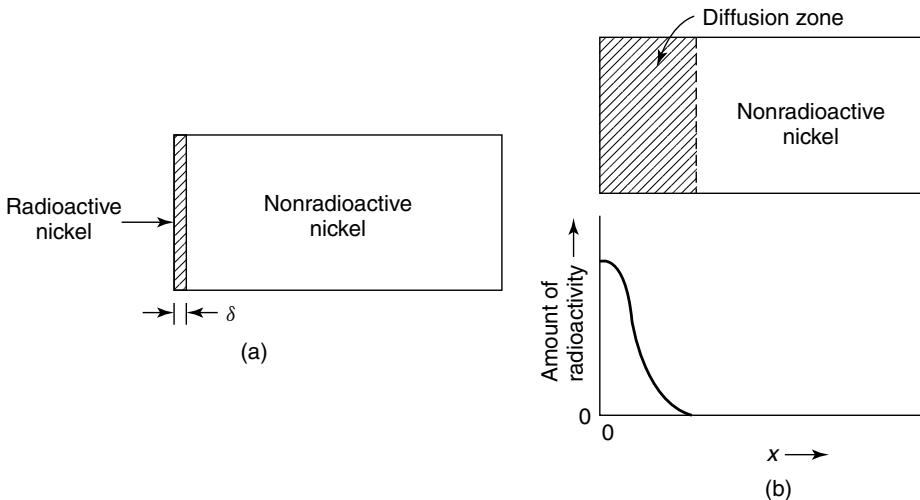 Radioactive
nickel
Nonradioactive
nickel
δ
(a)
Diffusion zone
Nonradioactive
nickel
Amount of
radioactivity
0
0
x
(b)